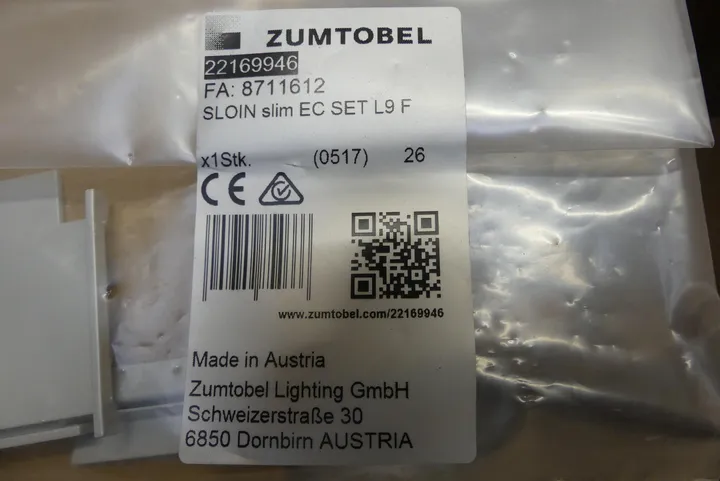 ZUMTOBEL
22169946
FA: 8711612
SLOIN slim EC SET L9 F
x1Stk. (0517) 26
CE
www.zumtobel.com/22169946
Made in Austria
Zumtobel Lighting GmbH
Schweizerstraße 30
6850 Dornbirn AUSTRIA